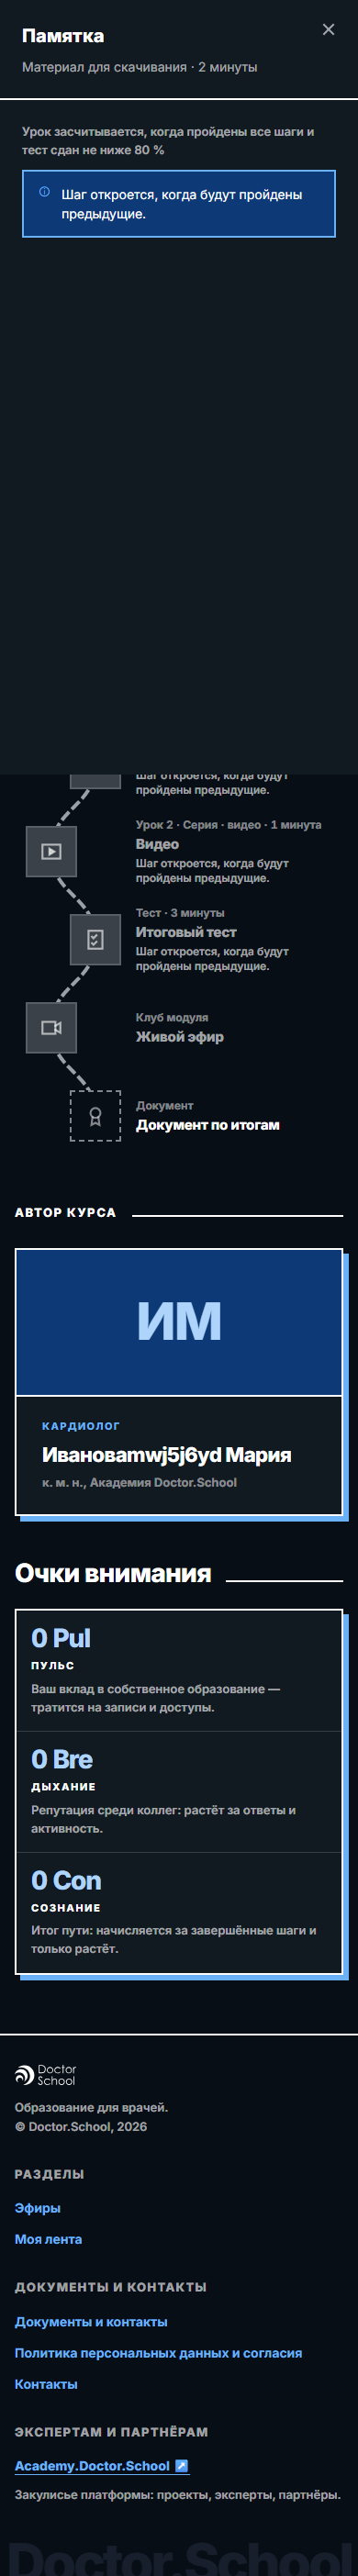 Памятка
Материал для скачивания · 2 минуты
Урок засчитывается, когда пройдены все шаги и
тест сдан не ниже 80 %
Шаг откроется, когда будут пройдены
предыдущие.
Шаг откроется, когда будут
пройдены предыдущие.
Урок 2 · Серия · видео · 1 минута
Видео
Шаг откроется, когда будут
пройдены предыдущие.
Тест · 3 минуты
Итоговый тест
Шаг откроется, когда будут
пройдены предыдущие.
Клуб модуля
Живой эфир
Документ
Документ по итогам
АВТОР КУРСА
ИМ
КАРДИОЛОГ
Ивановаmwj5j6yd Мария
к. м. н., Академия Doctor.School
Очки внимания
0 Pul
ПУЛЬС
Ваш вклад в собственное образование —
тратится на записи и доступы.
0 Bre
ДЫХАНИЕ
Репутация среди коллег: растёт за ответы и
активность.
0 Con
СОЗНАНИЕ
Итог пути: начисляется за завершённые шаги и
только растёт.
Doctor
School
Образование для врачей.
© Doctor.School, 2026
РАЗДЕЛЫ
Эфиры
Моя лента
ДОКУМЕНТЫ И КОНТАКТЫ
Документы и контакты
Политика персональных данных и согласия
Контакты
ЭКСПЕРТАМ И ПАРТНЁРАМ
Academy.Doctor.School ↗
Закулисье платформы: проекты, эксперты, партнёры.
Doctor.School